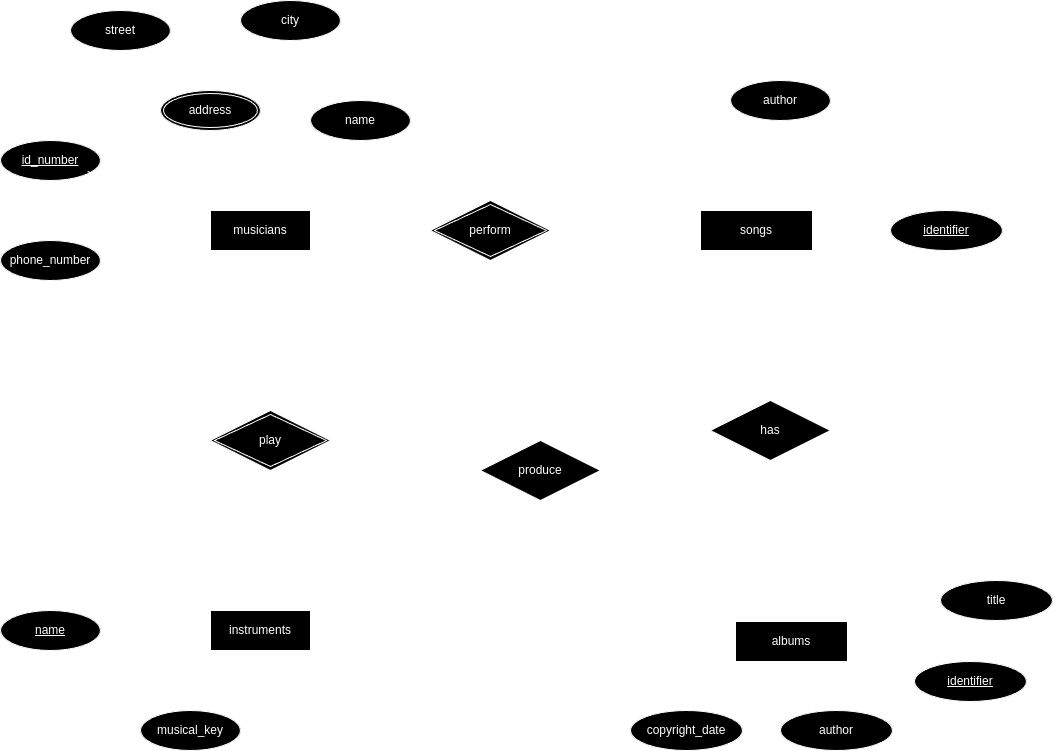 street
city
address
name
author
id_number
musicians
perform
songs
identifier
phone_number
play
produce
has
name
instruments
title
albums
identifier
musical_key
copyright_date
author